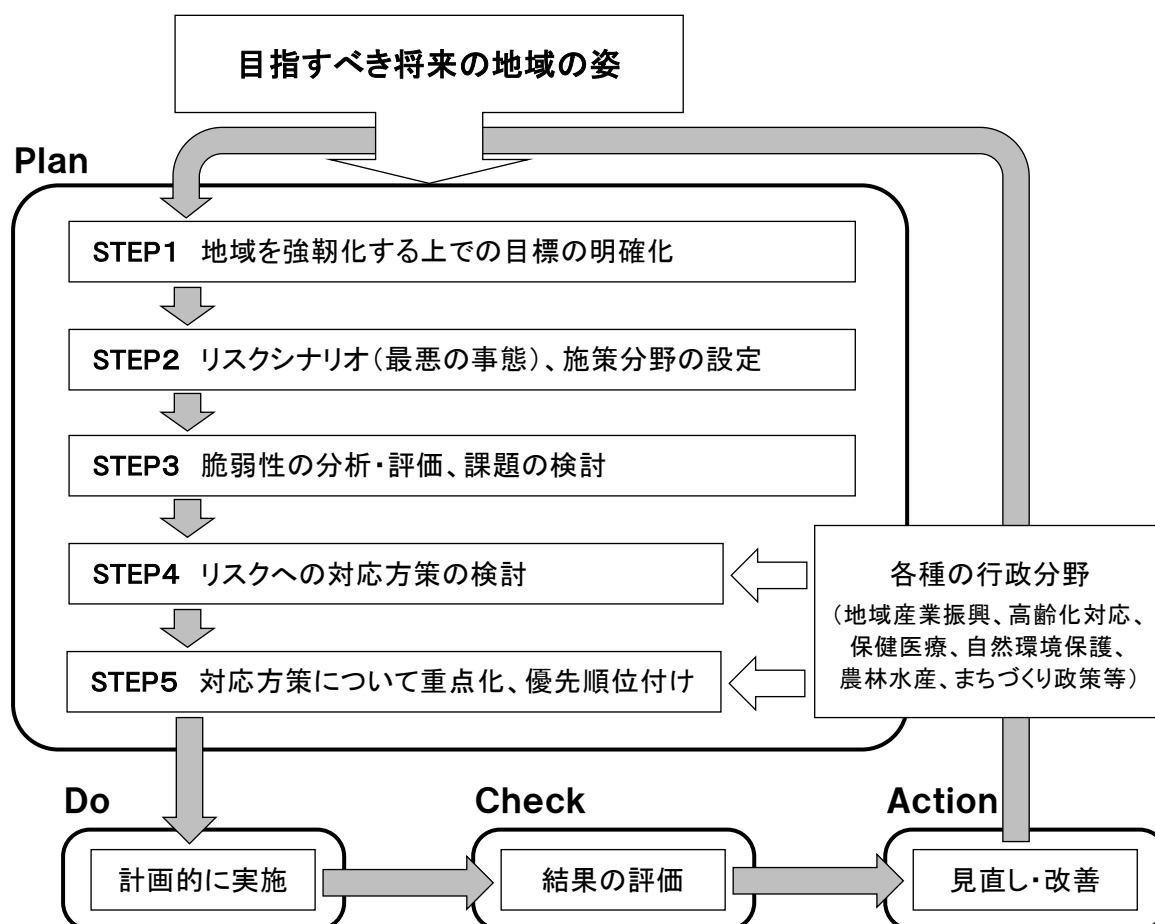 目指すべき将来の地域の姿
Plan
STEP1 地域を強靭化する上での目標の明確化
STEP2 リスクシナリオ(最悪の事態)、施策分野の設定
STEP3 脆弱性の分析・評価、課題の検討
STEP4 リスクへの対応方策の検討
STEP5 対応方策について重点化、優先順位付け
各種の行政分野
(地域産業振興、高齢化対応、
保健医療、自然環境保護、
農林水産、まちづくり政策等)
Do
計画的に実施
Check
結果の評価
Action
見直し・改善